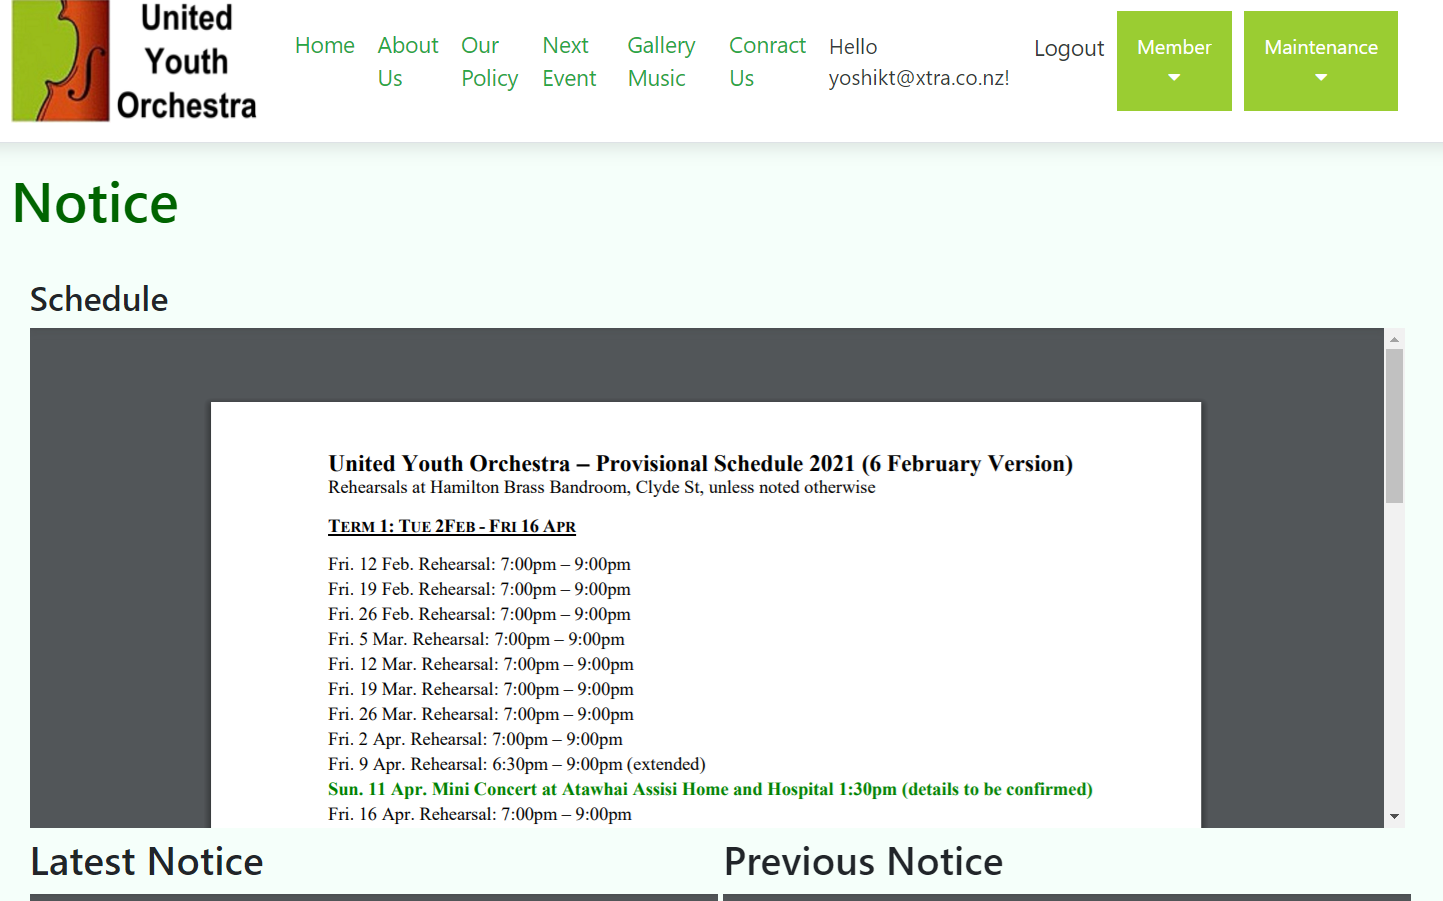 United
Youth
Orchestra
Home
About
Us
Our
Policy
Next
Event
Gallery
Music
Conract
Us
Hello
yoshikt@xtra.co.nz!
Logout
Member
Maintenance
Notice
Schedule
United Youth Orchestra – Provisional Schedule 2021 (6 February Version)
Rehearsals at Hamilton Brass Bandroom, Clyde St, unless noted otherwise
TERM 1: TUE 2FEB - FRI 16 APR
Fri. 12 Feb. Rehearsal: 7:00pm – 9:00pm
Fri. 19 Feb. Rehearsal: 7:00pm – 9:00pm
Fri. 26 Feb. Rehearsal: 7:00pm – 9:00pm
Fri. 5 Mar. Rehearsal: 7:00pm – 9:00pm
Fri. 12 Mar. Rehearsal: 7:00pm – 9:00pm
Fri. 19 Mar. Rehearsal: 7:00pm – 9:00pm
Fri. 26 Mar. Rehearsal: 7:00pm – 9:00pm
Fri. 2 Apr. Rehearsal: 7:00pm – 9:00pm
Fri. 9 Apr. Rehearsal: 6:30pm – 9:00pm (extended)
Sun. 11 Apr. Mini Concert at Atawhai Assisi Home and Hospital 1:30pm (details to be confirmed)
Fri. 16 Apr. Rehearsal: 7:00pm – 9:00pm
Latest Notice
Previous Notice